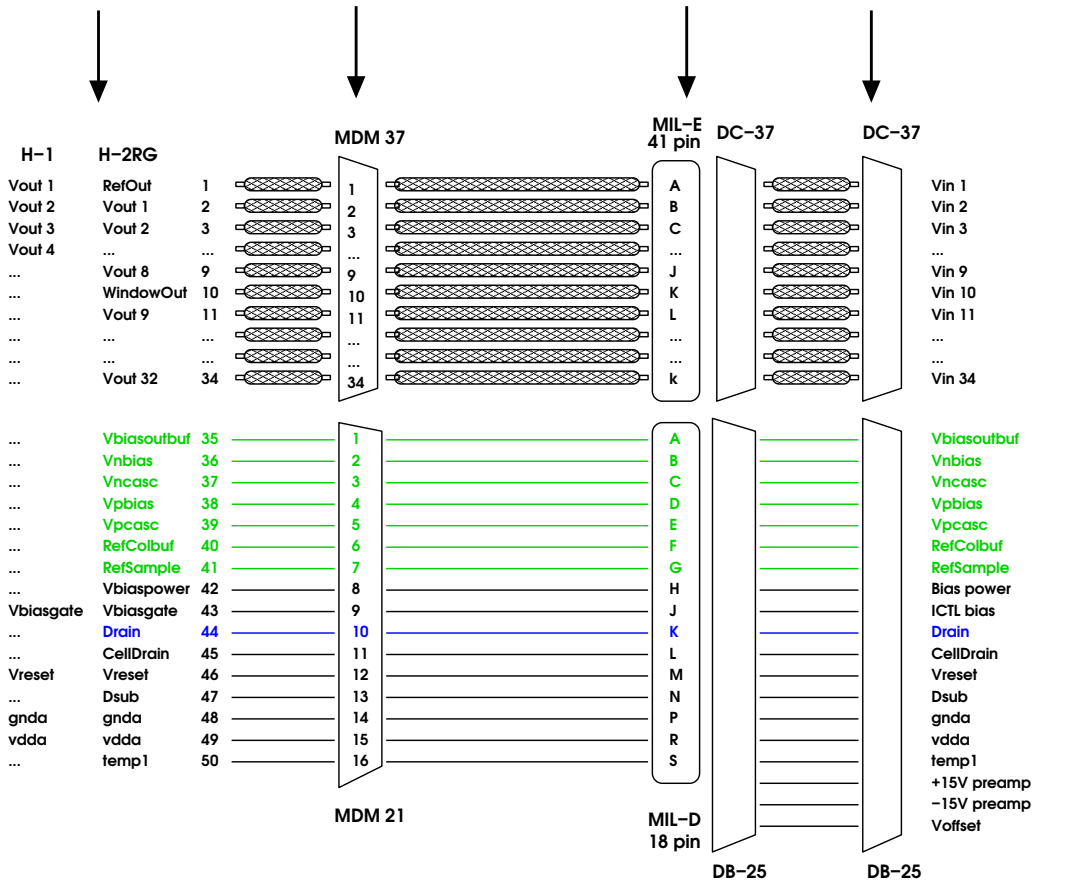 MIL–E
41 pin
MDM 37 DC–37 DC–37
H–1 H–2RG
Vout 1 RefOut 1 1 A Vin 1
Vout 2 Vout 1 2 2 B Vin 2
Vout 3 Vout 2 3 3 C Vin 3
Vout 4 ... ... ... ... ...
... Vout 8 9 9 J Vin 9
... WindowOut 10 10 K Vin 10
... Vout 9 11 11 L Vin 11
... ... ... ... ... ...
... ... ... ... ... ...
... Vout 32 34 34 k Vin 34
... Vbiasoutbuf 35 1 A Vbiasoutbuf
... Vnbias 36 2 B Vnbias
... Vncasc 37 3 C Vncasc
... Vpbias 38 4 D Vpbias
... Vpcasc 39 5 E Vpcasc
... RefColbuf 40 6 F RefColbuf
... RefSample 41 7 G RefSample
... Vbiaspower 42 8 H Bias power
Vbiasgate Vbiasgate 43 9 J ICTL bias
... Drain 44 10 K Drain
... CellDrain 45 11 L CellDrain
Vreset Vreset 46 12 M Vreset
... Dsub 47 13 N Dsub
gnda gnda 48 14 P gnda
vdda vdda 49 15 R vdda
... temp1 50 16 S temp1
+15V preamp
–15V preamp
Voffset
MDM 21 MIL–D
18 pin
DB–25 DB–25